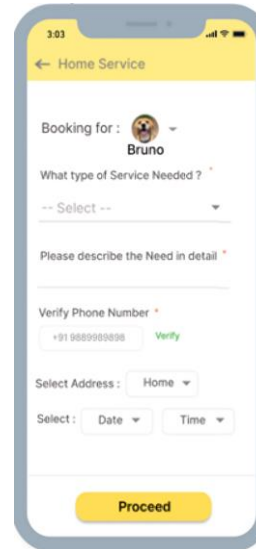 3:03
← Home Service
Booking for :
Bruno
What type of Service Needed ? *
-- Select --
Please describe the Need in detail *
Verify Phone Number *
+91 9889989898 Verify
Select Address : Home
Select : Date Time
Proceed